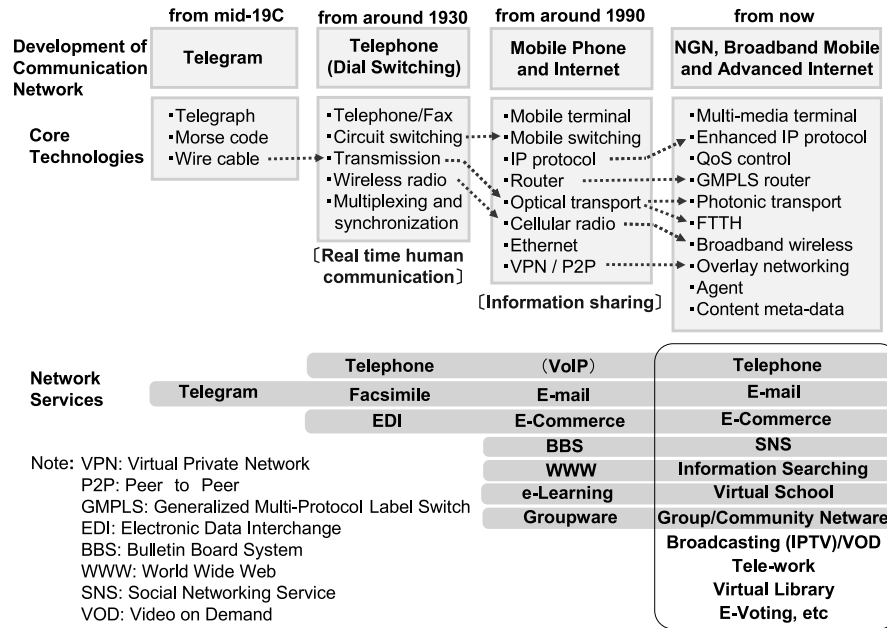 from mid-19C
from around 1930
from around 1990
from now
Development of
Communication
Network
Telegram
Telephone
(Dial Switching)
Mobile Phone
and Internet
NGN, Broadband Mobile
and Advanced Internet
Core
Technologies
▪Telegraph
▪Morse code
▪Wire cable
▪Telephone/Fax
▪Circuit switching
▪Transmission
▪Wireless radio
▪Multiplexing and
synchronization
〔Real time human
communication〕
▪Mobile terminal
▪Mobile switching
▪IP protocol
▪Router
▪Optical transport
▪Cellular radio
▪Ethernet
▪VPN / P2P
〔Information sharing〕
▪Multi-media terminal
▪Enhanced IP protocol
▪QoS control
▪GMPLS router
▪Photonic transport
▪FTTH
▪Broadband wireless
▪Overlay networking
▪Agent
▪Content meta-data
Network
Services
Telephone (VoIP) Telephone
Telegram Facsimile E-mail E-mail
EDI E-Commerce E-Commerce
BBS SNS
WWW Information Searching
e-Learning Virtual School
Groupware Group/Community Netware
Broadcasting (IPTV)/VOD
Tele-work
Virtual Library
E-Voting, etc
Note: VPN: Virtual Private Network
P2P: Peer to Peer
GMPLS: Generalized Multi-Protocol Label Switch
EDI: Electronic Data Interchange
BBS: Bulletin Board System
WWW: World Wide Web
SNS: Social Networking Service
VOD: Video on Demand